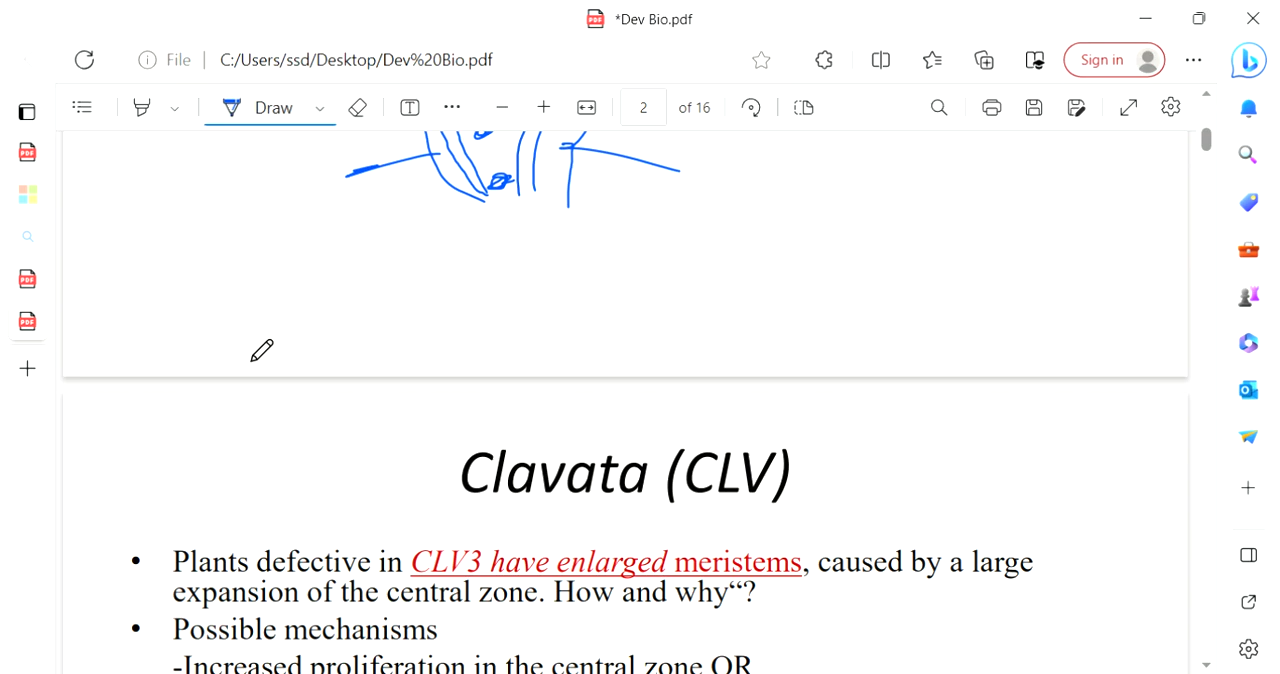 *Dev Bio.pdf
File | C:/Users/ssd/Desktop/Dev%20Bio.pdf
Sign in
Draw
2 of 16
Clavata (CLV)
• Plants defective in CLV3 have enlarged meristems, caused by a large
expansion of the central zone. How and why“?
• Possible mechanisms
-Increased proliferation in the central zone OR